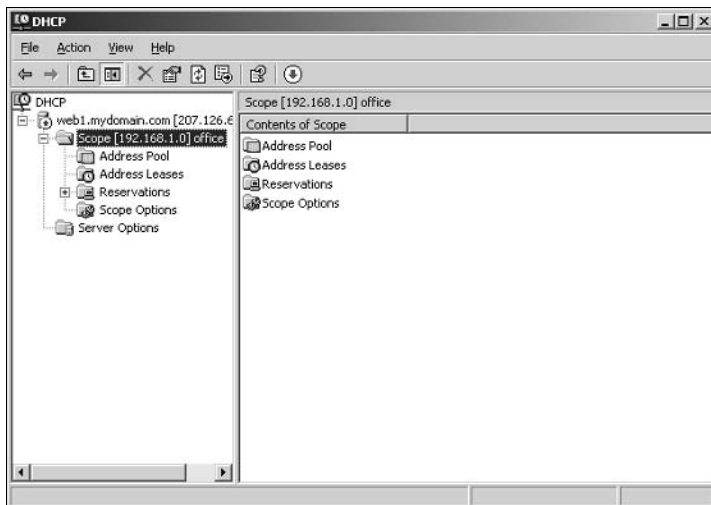 DHCP
File Action View Help
DHCP
web1.mydomain.com [207.126.6
Scope [192.168.1.0] office
Address Pool
Address Leases
Reservations
Scope Options
Server Options
Scope [192.168.1.0] office
Contents of Scope
Address Pool
Address Leases
Reservations
Scope Options